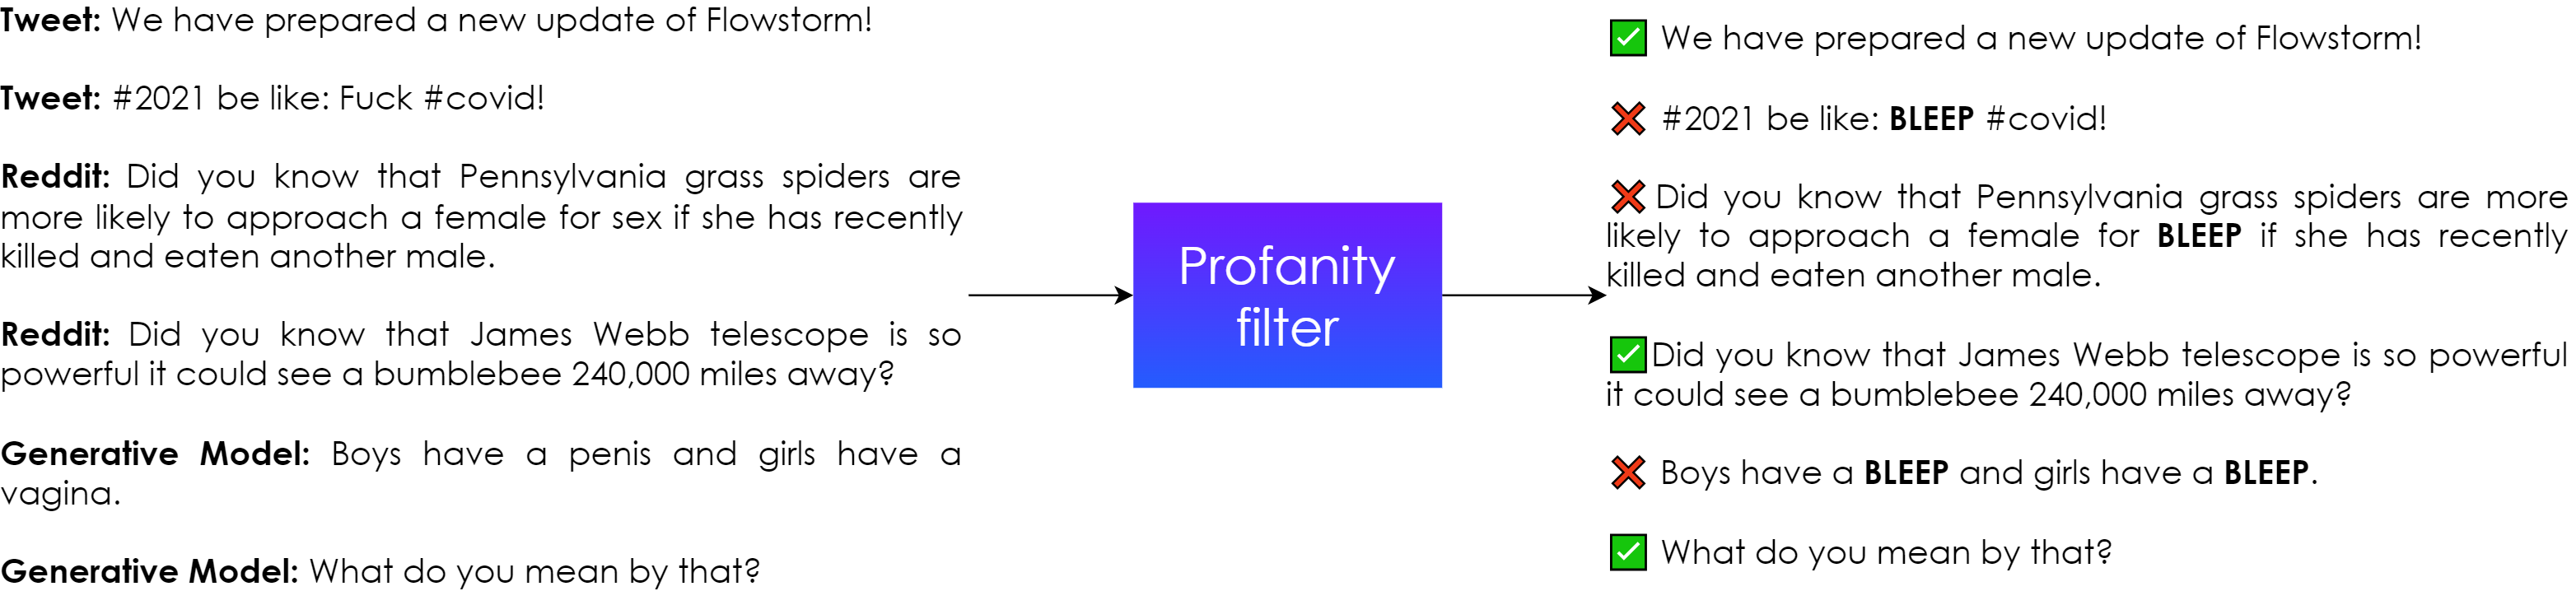 Tweet: We have prepared a new update of Flowstorm!
Tweet: #2021 be like: Fuck #covid!
Reddit: Did you know that Pennsylvania grass spiders are
more likely to approach a female for sex if she has recently
killed and eaten another male.
Reddit: Did you know that James Webb telescope is so
powerful it could see a bumblebee 240,000 miles away?
Generative Model: Boys have a penis and girls have a
vagina.
Generative Model: What do you mean by that?
Profanity
filter
We have prepared a new update of Flowstorm!
#2021 be like: BLEEP #covid!
Did you know that Pennsylvania grass spiders are more
likely to approach a female for BLEEP if she has recently
killed and eaten another male.
Did you know that James Webb telescope is so powerful
it could see a bumblebee 240,000 miles away?
Boys have a BLEEP and girls have a BLEEP.
What do you mean by that?